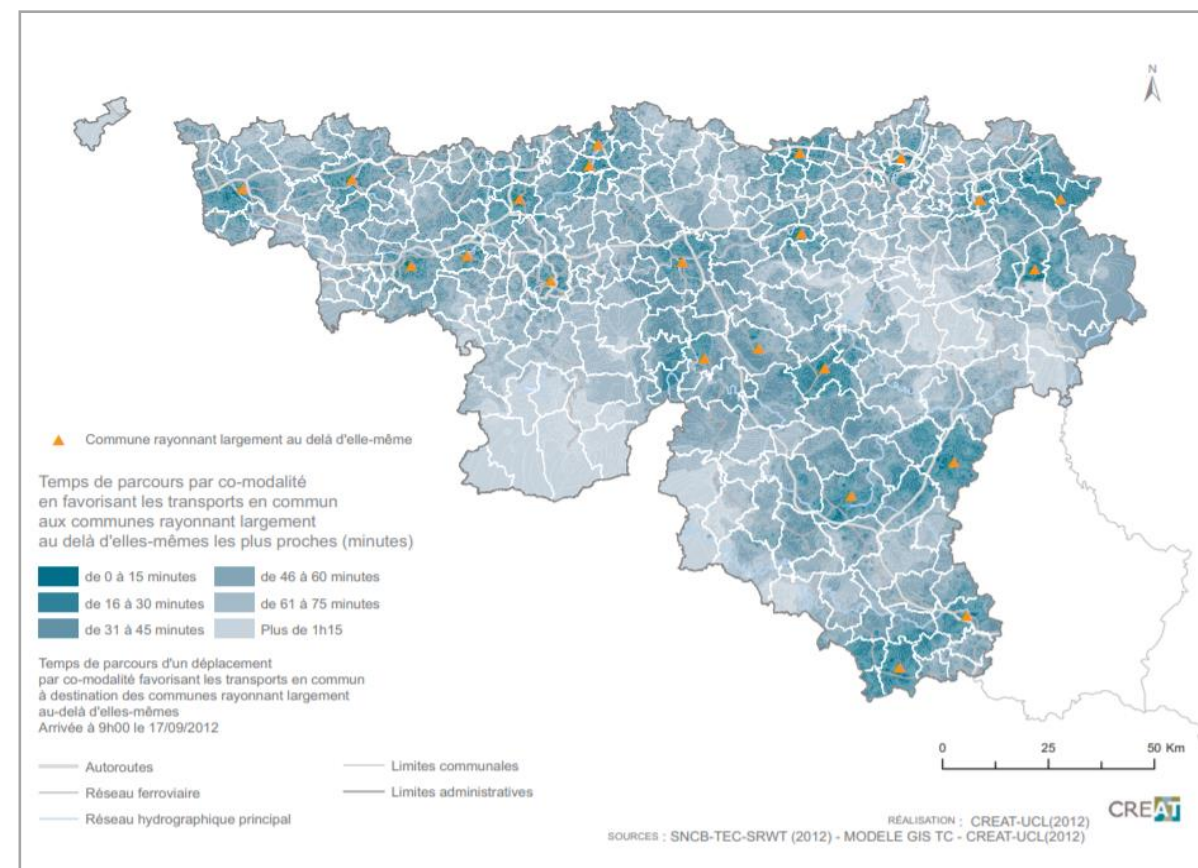 N
Commune rayonnant largement au delà d'elle-même
Temps de parcours par co-modalité
en favorisant les transports en commun
aux communes rayonnant largement
au delà d'elles-mêmes les plus proches (minutes)
de 0 à 15 minutes
de 46 à 60 minutes
de 16 à 30 minutes
de 61 à 75 minutes
de 31 à 45 minutes
Plus de 1h15
Temps de parcours d'un déplacement
par co-modalité favorisant les transports en commun
à destination des communes rayonnant largement
au-delà d'elles-mêmes
Arrivée à 9h00 le 17/09/2012
Autoroutes
Limites communales
Réseau ferroviaire
Limites administratives
Réseau hydrographique principal
0 25 50 Km
CREAT
RÉALISATION : CREAT-UCL(2012)
SOURCES : SNCB-TEC-SRWT (2012) - MODELE GIS TC - CREAT-UCL(2012)